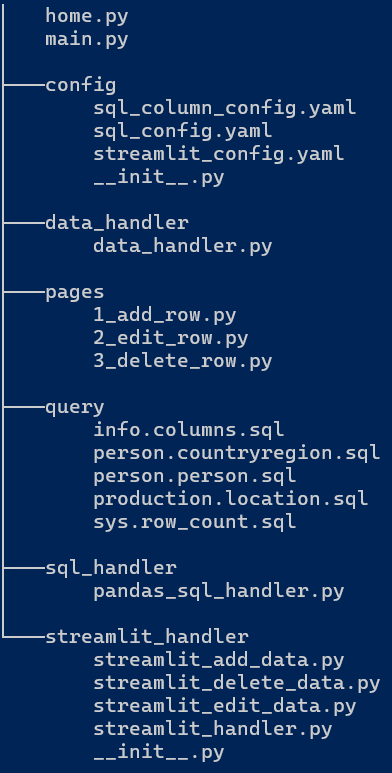 home.py
main.py
config
sql_column_config.yaml
sql_config.yaml
streamlit_config.yaml
__init__.py
data_handler
data_handler.py
pages
1_add_row.py
2_edit_row.py
3_delete_row.py
query
info.columns.sql
person.countryregion.sql
person.person.sql
production.location.sql
sys.row_count.sql
sql_handler
pandas_sql_handler.py
streamlit_handler
streamlit_add_data.py
streamlit_delete_data.py
streamlit_edit_data.py
streamlit_handler.py
__init__.py